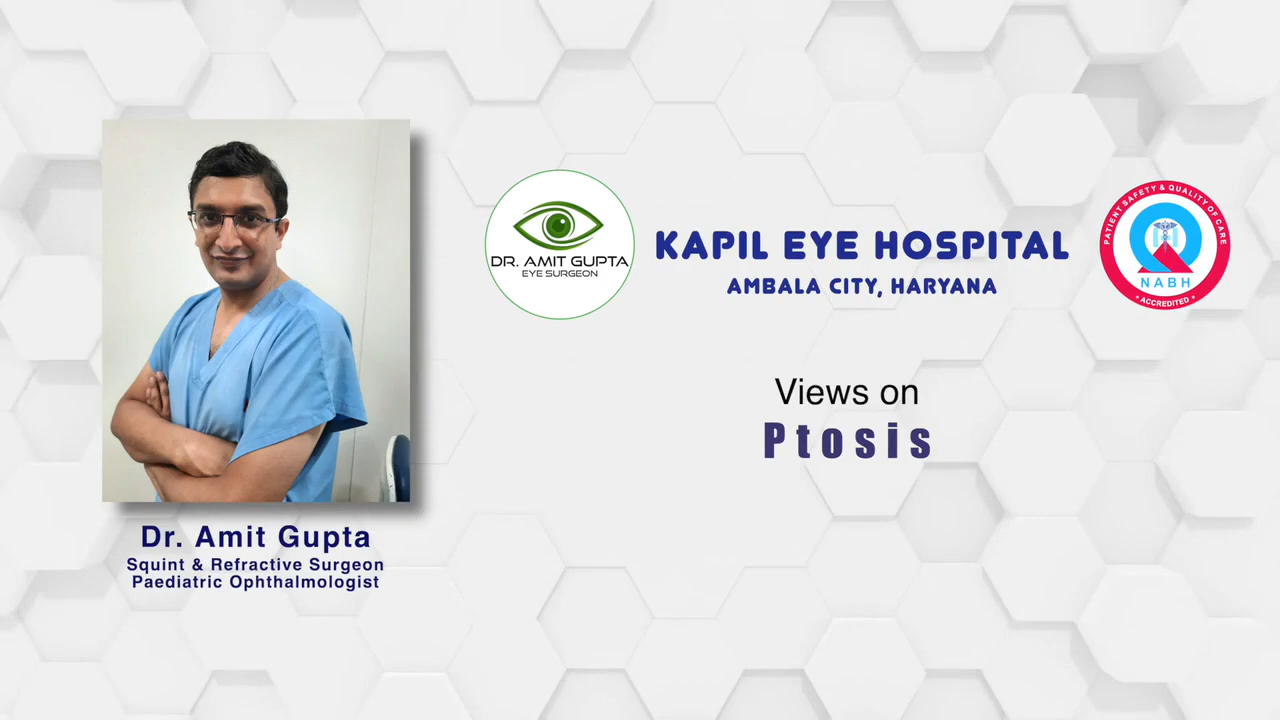 DR. AMIT GUPTA
EYE SURGEON
KAPIL EYE HOSPITAL
AMBALA CITY, HARYANA
PATIENT SAFETY & QUALITY OF CARE
NABH
• ACCREDITED •
Views on
Ptosis
Dr. Amit Gupta
Squint & Refractive Surgeon
Paediatric Ophthalmologist